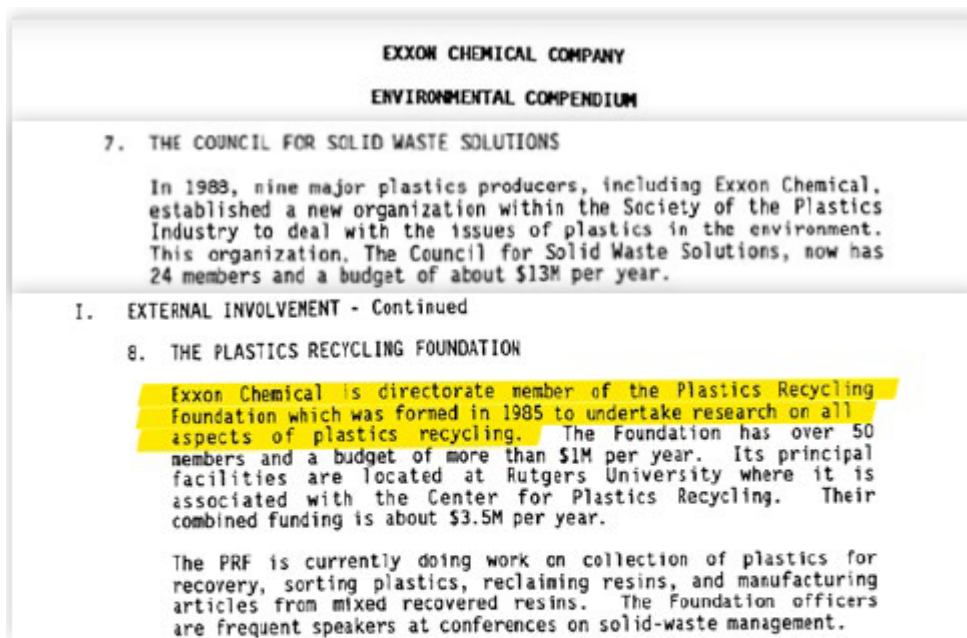 EXXON CHEMICAL COMPANY
ENVIRONMENTAL COMPENDIUM
7. THE COUNCIL FOR SOLID WASTE SOLUTIONS
In 1988, nine major plastics producers, including Exxon Chemical,
established a new organization within the Society of the Plastics
Industry to deal with the issues of plastics in the environment.
This organization, The Council for Solid Waste Solutions, now has
24 members and a budget of about $13M per year.
I. EXTERNAL INVOLVEMENT - Continued
8. THE PLASTICS RECYCLING FOUNDATION
Exxon Chemical is directorate member of the Plastics Recycling
Foundation which was formed in 1985 to undertake research on all
aspects of plastics recycling. The Foundation has over 50
members and a budget of more than $1M per year. Its principal
facilities are located at Rutgers University where it is
associated with the Center for Plastics Recycling. Their
combined funding is about $3.5M per year.
The PRF is currently doing work on collection of plastics for
recovery, sorting plastics, reclaiming resins, and manufacturing
articles from mixed recovered resins. The Foundation officers
are frequent speakers at conferences on solid-waste management.